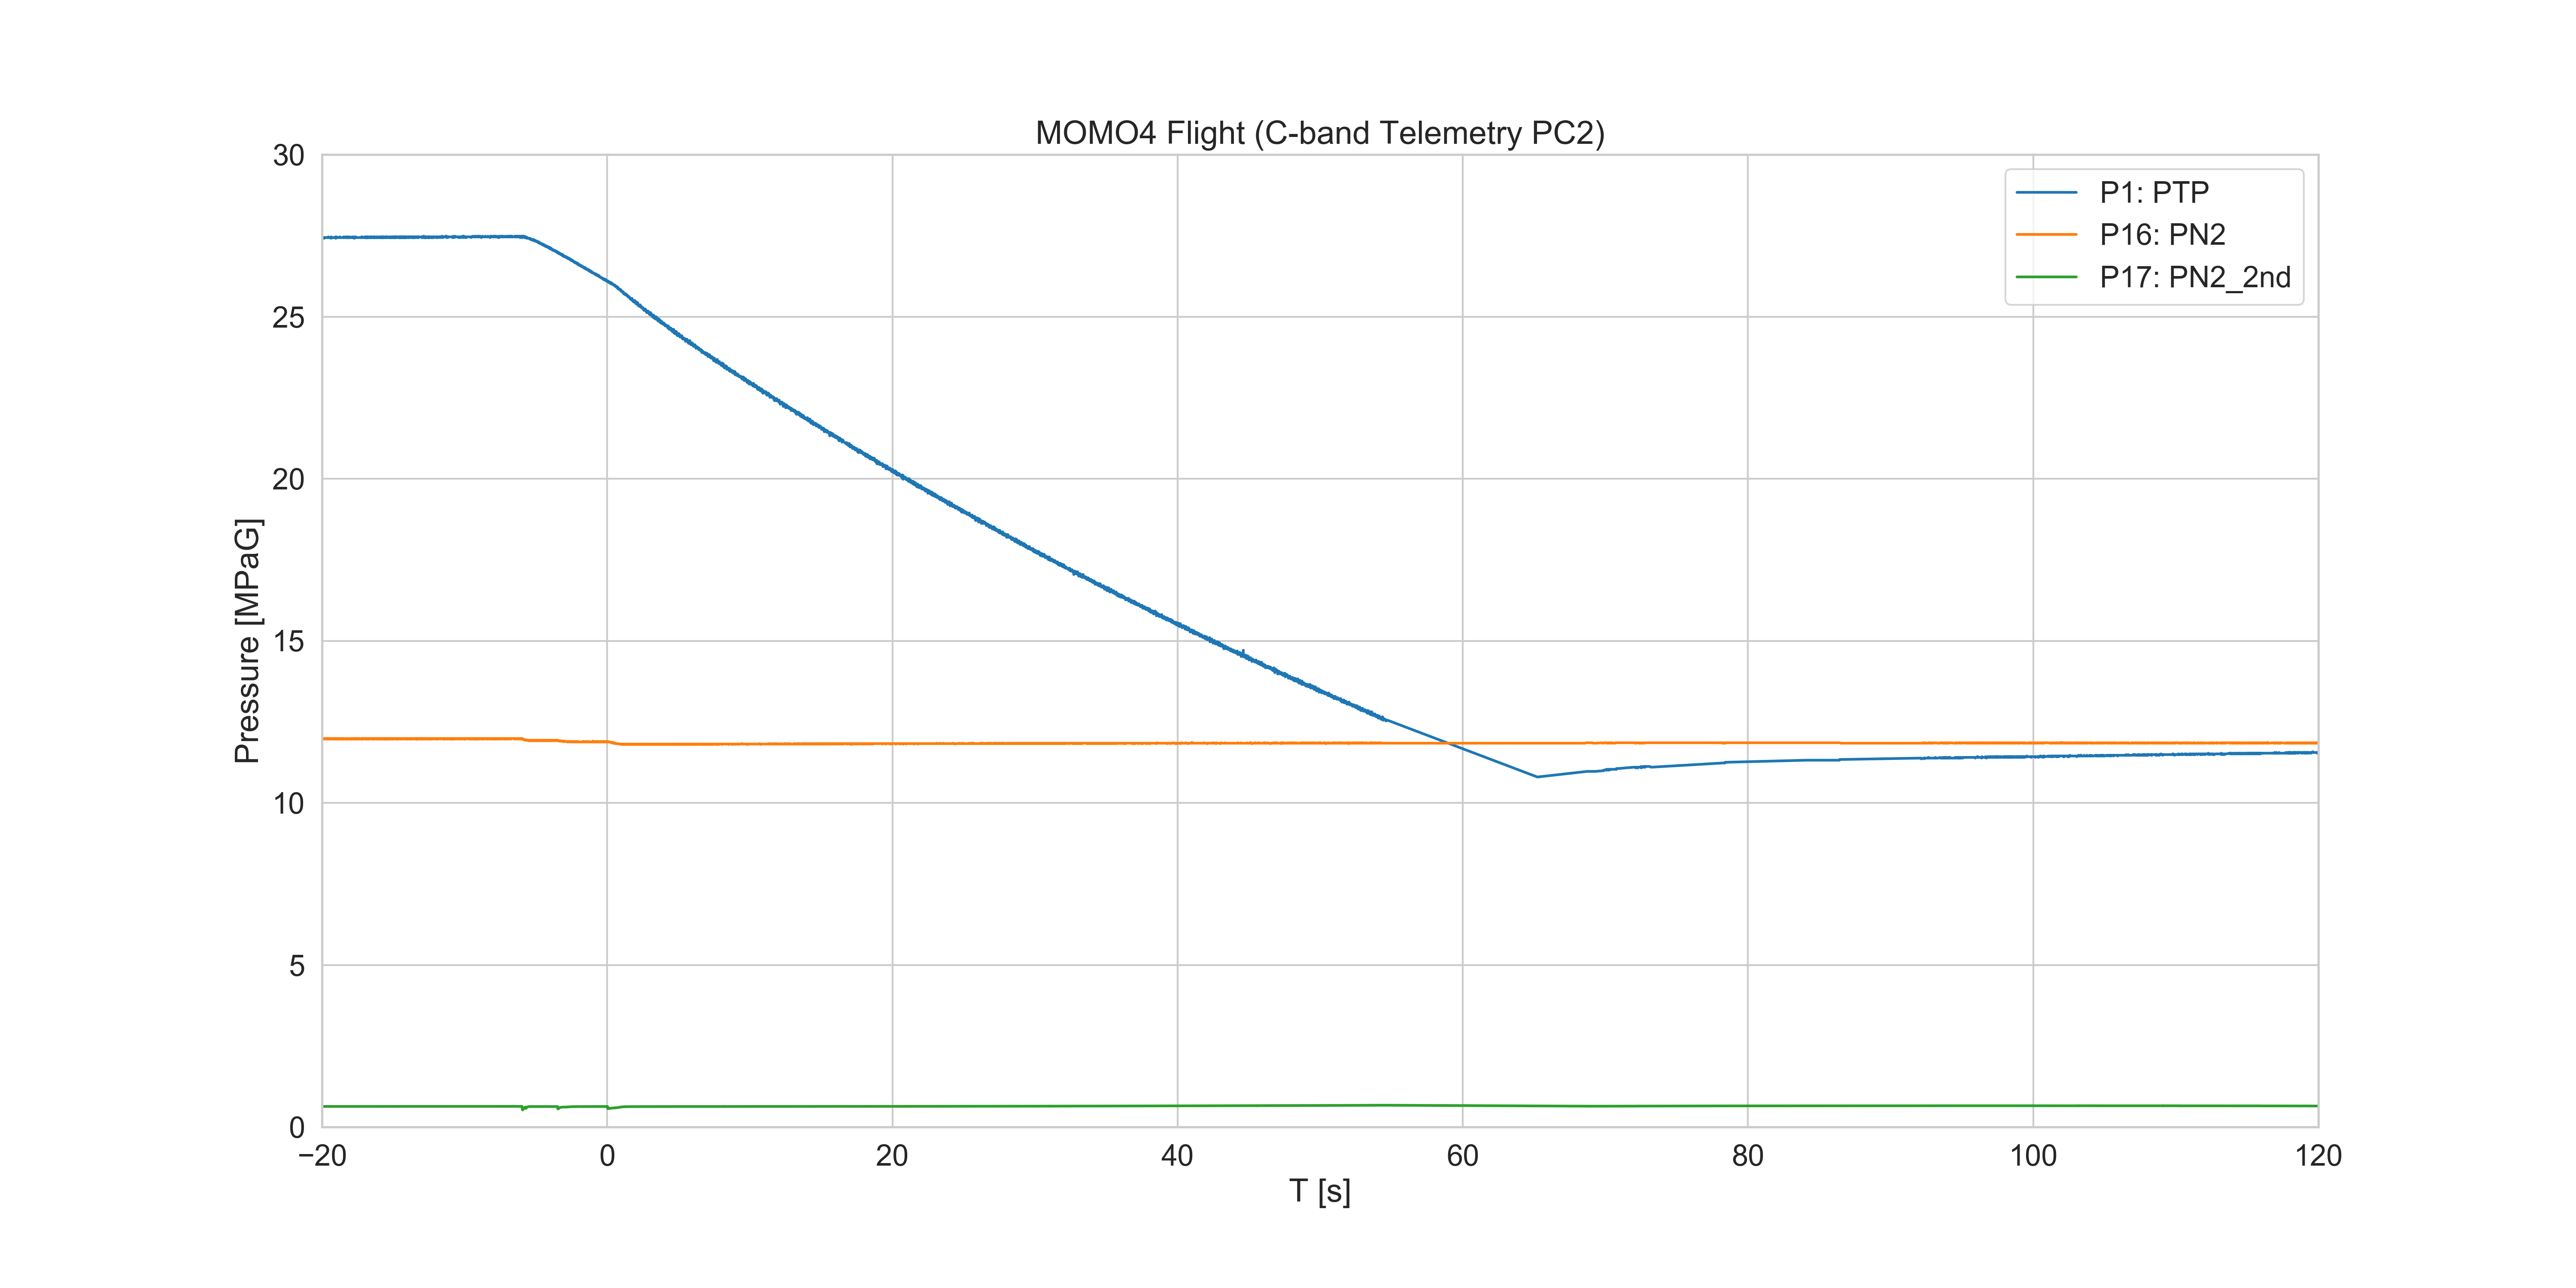 MOMO4 Flight (C-band Telemetry PC2)
30
25
20
15
10
5
0
Pressure [MPaG]
P1: PTP
P16: PN2
P17: PN2_2nd
−20 0 20 40 60 80 100 120
T [s]